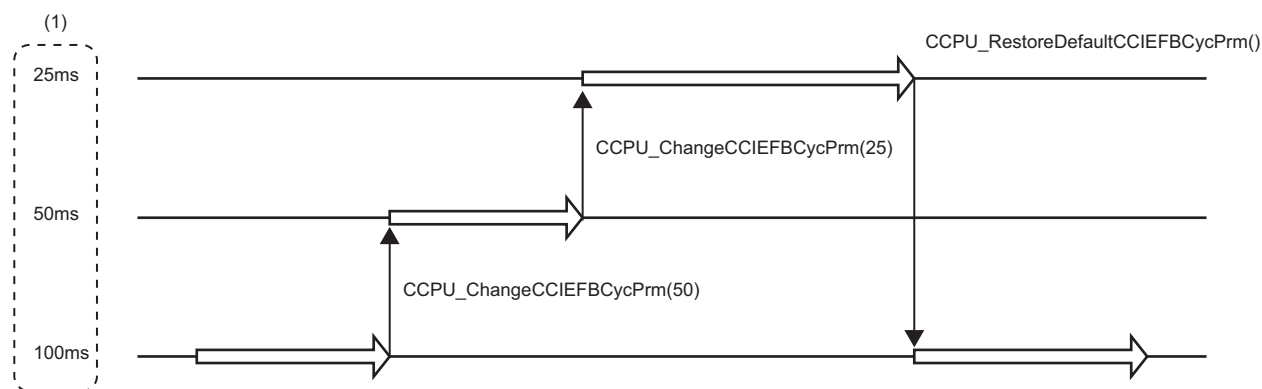 (1)
CCPU_RestoreDefaultCCIEFBCycPrm()
25ms
CCPU_ChangeCCIEFBCycPrm(25)
50ms
CCPU_ChangeCCIEFBCycPrm(50)
100ms